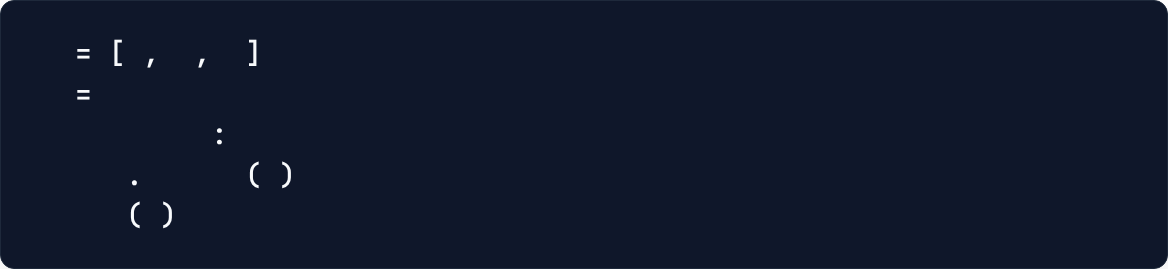 = [ ,  ,  ]
=
:
.      ( )
( )